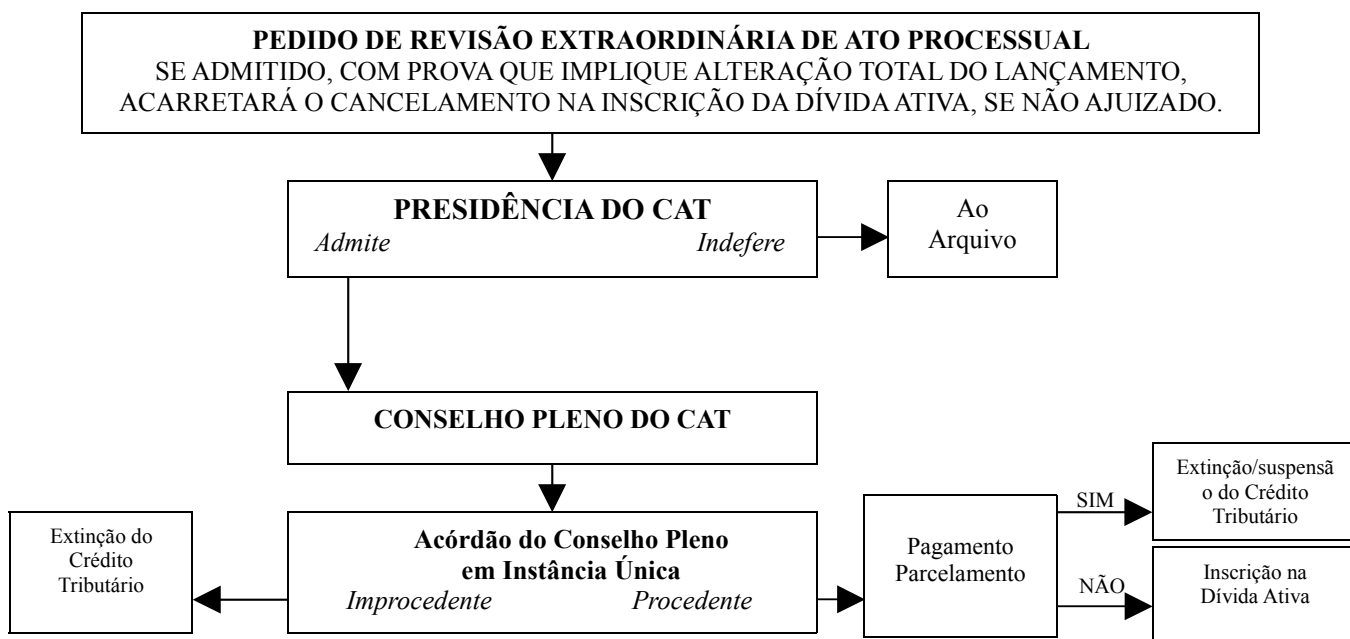 PEDIDO DE REVISÃO EXTRAORDINÁRIA DE ATO PROCESSUAL
SE ADMITIDO, COM PROVA QUE IMPLIQUE ALTERAÇÃO TOTAL DO LANÇAMENTO,
ACARRETARÁ O CANCELAMENTO NA INSCRIÇÃO DA DÍVIDA ATIVA, SE NÃO AJUIZADO.
PRESIDÊNCIA DO CAT
Admite Indefere
Ao
Arquivo
CONSELHO PLENO DO CAT
Acórdão do Conselho Pleno
em Instância Única
Improcedente Procedente
Extinção do
Crédito
Tributário
Pagamento
Parcelamento
SIM
Extinção/suspensã
o do Crédito
Tributário
NÃO
Inscrição na
Dívida Ativa